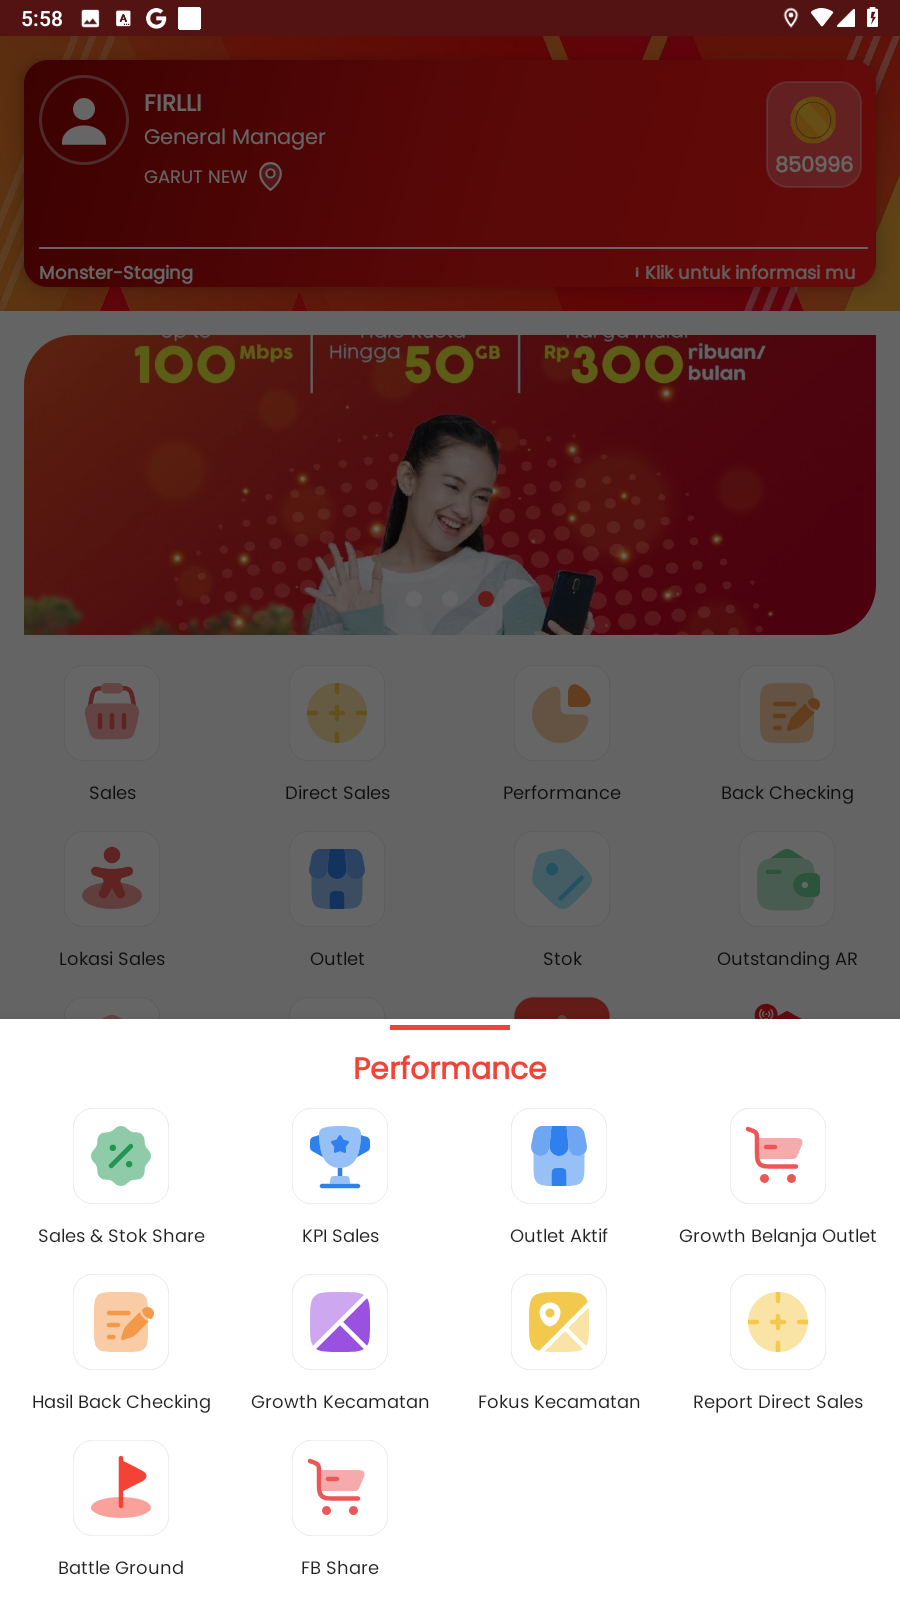 5:58
FIRLLI
General Manager
GARUT NEW
850996
Monster-Staging
Klik untuk informasi mu
100 Mbps
Hingga 50 GB
Rp 300 ribuan/
bulan
Sales
Direct Sales
Performance
Back Checking
Lokasi Sales
Outlet
Stok
Outstanding AR
Performance
Sales & Stok Share
KPI Sales
Outlet Aktif
Growth Belanja Outlet
Hasil Back Checking
Growth Kecamatan
Fokus Kecamatan
Report Direct Sales
Battle Ground
FB Share